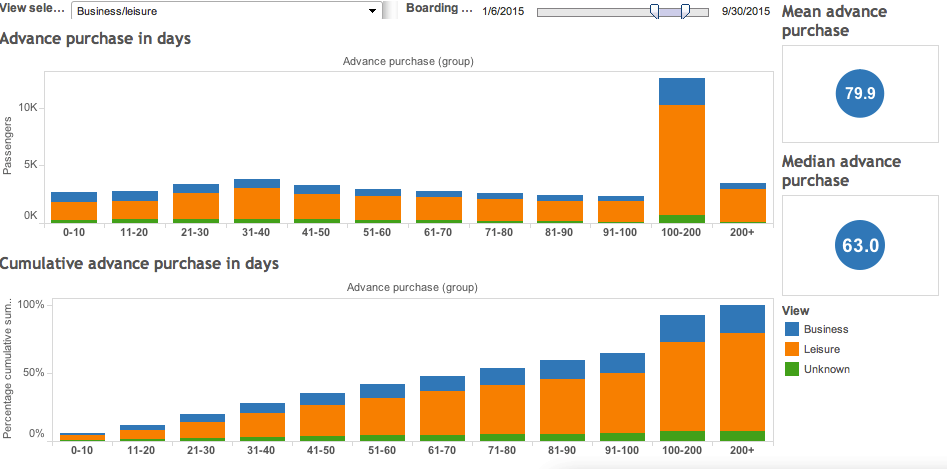 View sele...
Business/leisure
Boarding ...
1/6/2015
9/30/2015
Mean advance
purchase
79.9
Advance purchase in days
Advance purchase (group)
Passengers
10K
5K
0K
0-10 11-20 21-30 31-40 41-50 51-60 61-70 71-80 81-90 91-100 100-200 200+
Median advance
purchase
63.0
Cumulative advance purchase in days
Advance purchase (group)
Percentage cumulative sum..
100%
50%
0%
0-10 11-20 21-30 31-40 41-50 51-60 61-70 71-80 81-90 91-100 100-200 200+
View
Business
Leisure
Unknown